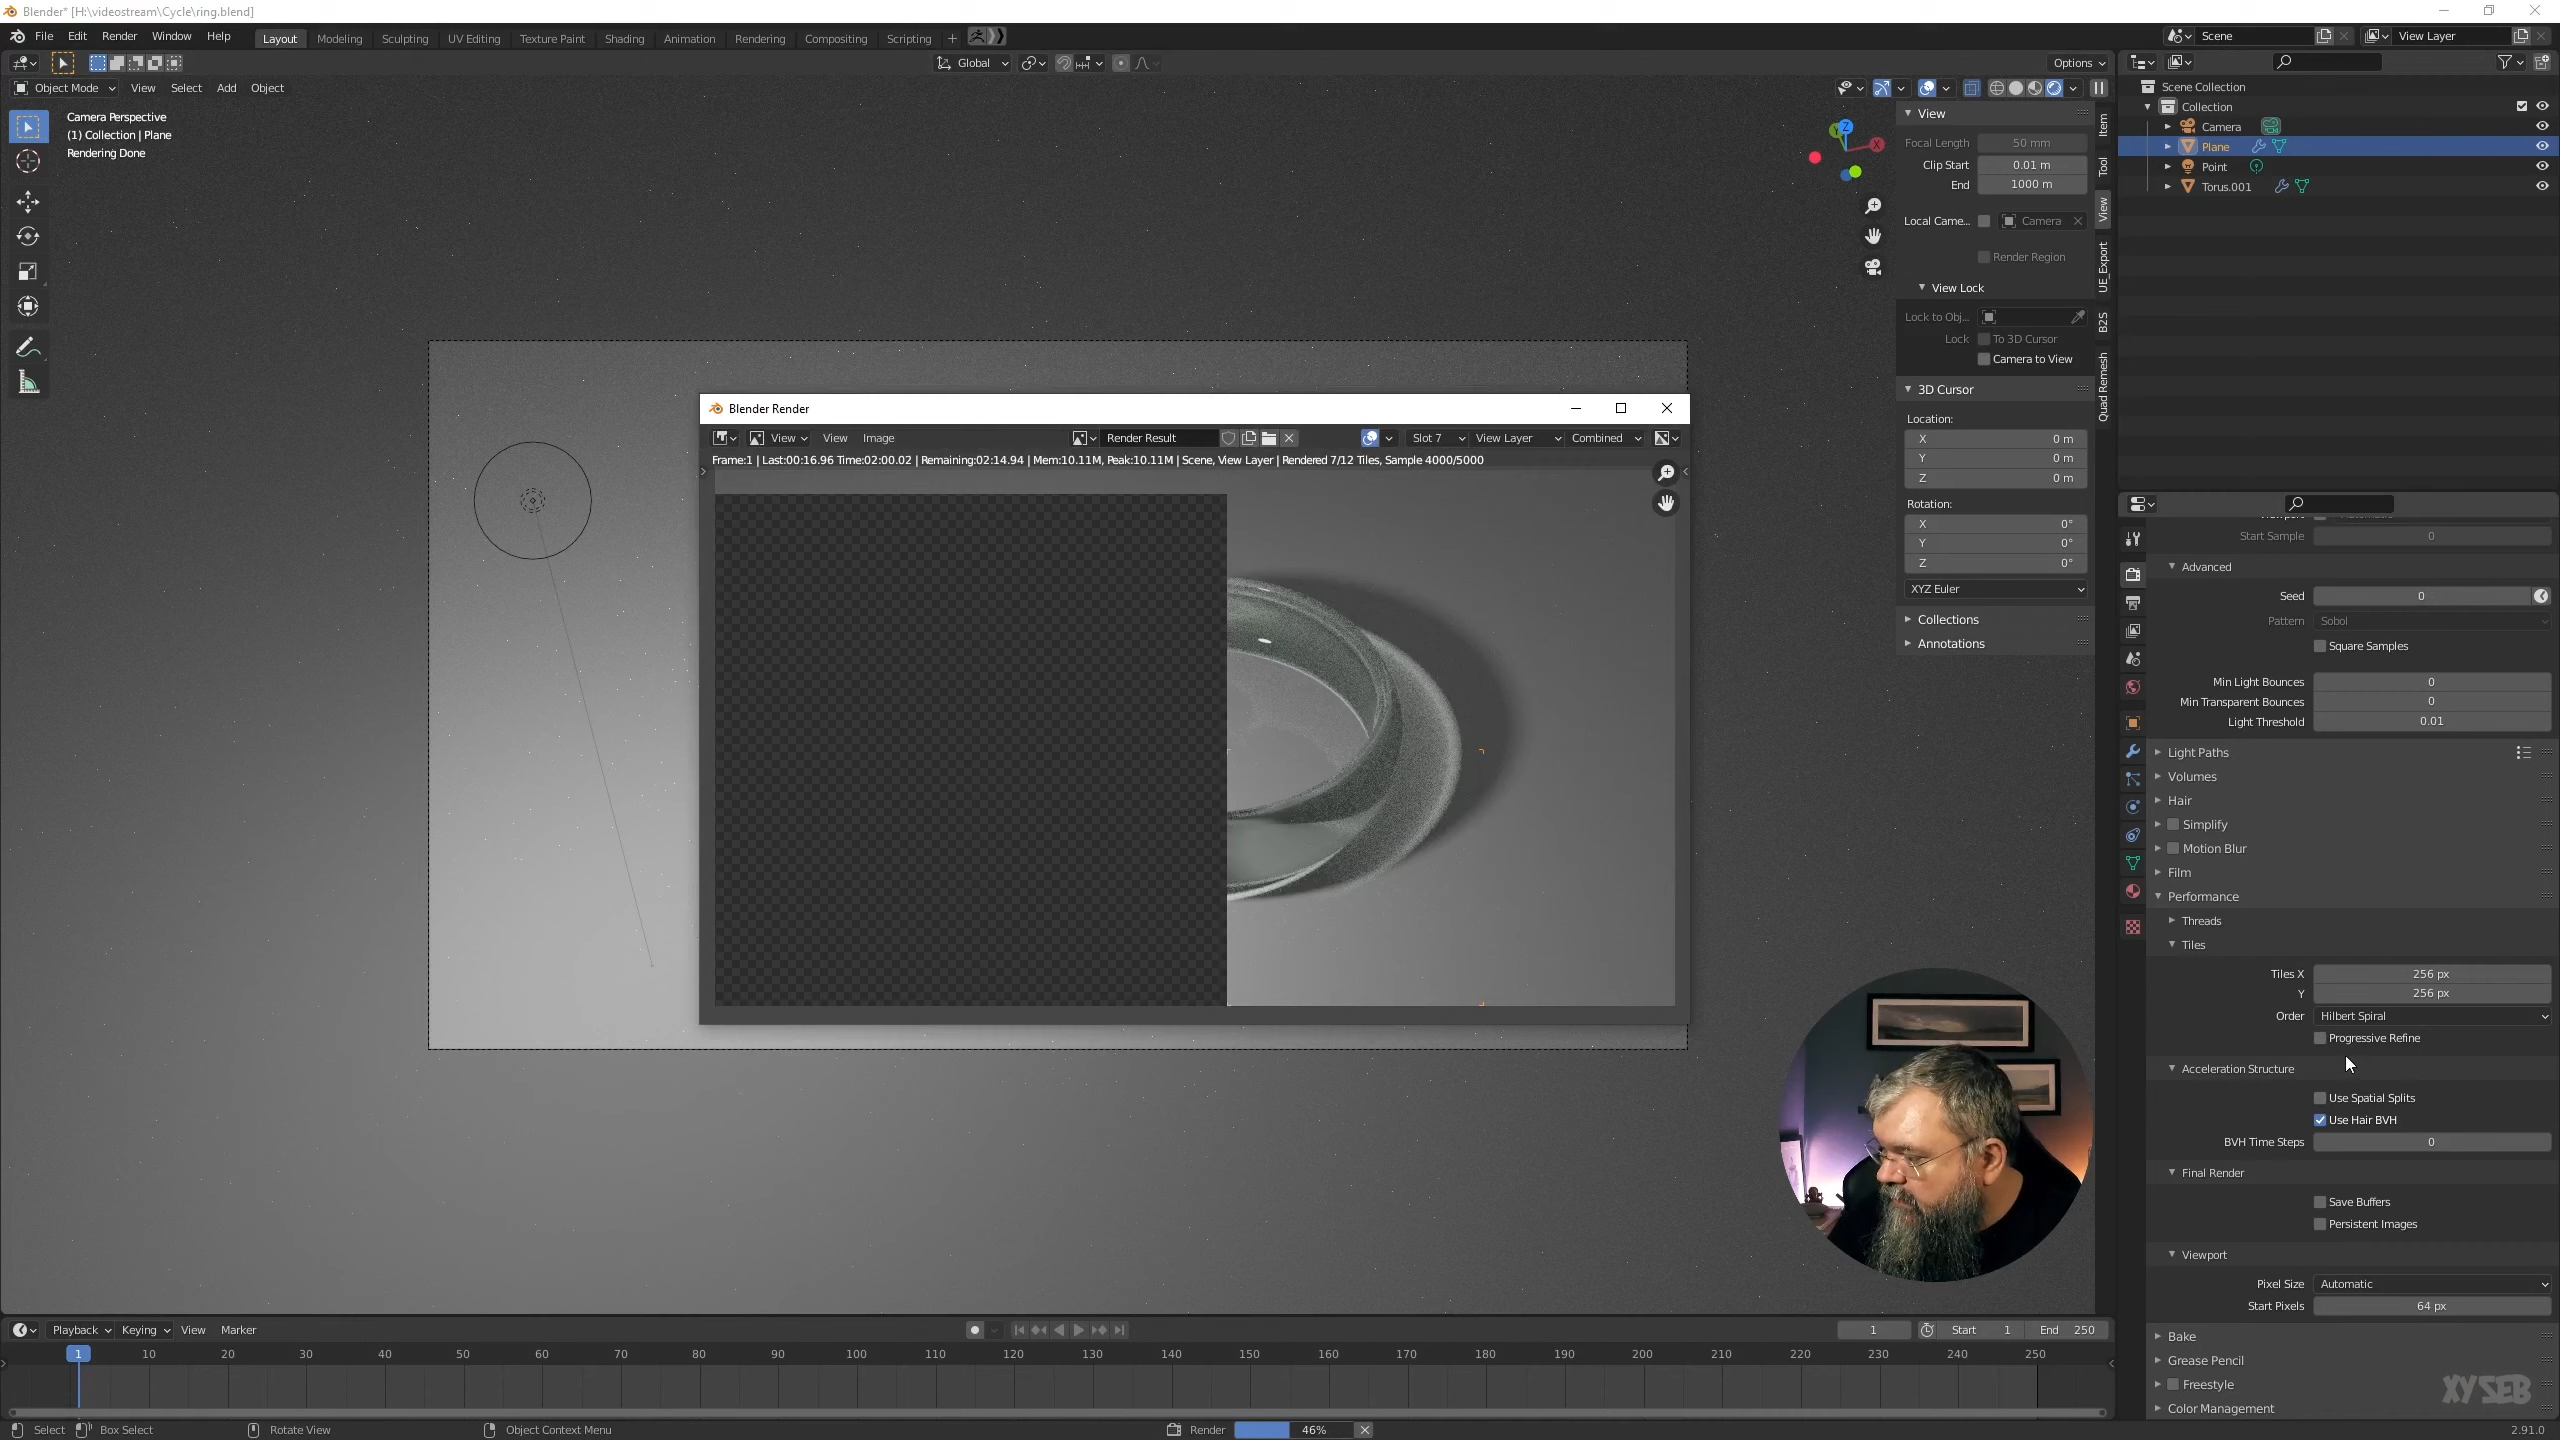 Blender* [H:\videostream\Cycle\ring.blend]
File Edit Render Window Help
Layout Modeling Sculpting UV Editing Texture Paint Shading Animation Rendering Compositing Scripting +
Scene
View Layer
Global
Options
Object Mode View Select Add Object
Camera Perspective
(1) Collection | Plane
Rendering Done
X
Y
Z
View
Focal Length 50 mm
Clip Start 0.01 m
End 1000 m
Local Came... Camera
Render Region
View Lock
Lock to Obj...
Lock To 3D Cursor
Camera to View
3D Cursor
Location:
X 0 m
Y 0 m
Z 0 m
Rotation:
X 0°
Y 0°
Z 0°
XYZ Euler
Collections
Annotations
Item
Tool
View
UE_Export
B2S
Quad Remesh
Scene Collection
Collection
Camera
Plane
Point
Torus.001
Blender Render
View View Image Render Result Slot 7 View Layer Combined
Frame:1 | Last:00:16.96 Time:02:00.02 | Remaining:02:14.94 | Mem:10.11M, Peak:10.11M | Scene, View Layer | Rendered 7/12 Tiles, Sample 4000/5000
Start Sample 0
Advanced
Seed 0
Pattern Sobol
Square Samples
Min Light Bounces 0
Min Transparent Bounces 0
Light Threshold 0.01
Light Paths
Volumes
Hair
Simplify
Motion Blur
Film
Performance
Threads
Tiles
Tiles X 256 px
Y 256 px
Order Hilbert Spiral
Progressive Refine
Acceleration Structure
Use Spatial Splits
Use Hair BVH
BVH Time Steps 0
Final Render
Save Buffers
Persistent Images
Viewport
Pixel Size Automatic
Start Pixels 64 px
Bake
Grease Pencil
Freestyle
Color Management
XYSEB
Playback Keying View Marker
1 Start 1 End 250
1 10 20 30 40 50 60 70 80 90 100 110 120 130 140 150 160 170 180 190 200 210 220 230 240 250
Select Box Select Rotate View Object Context Menu Render 46% 2.91.0